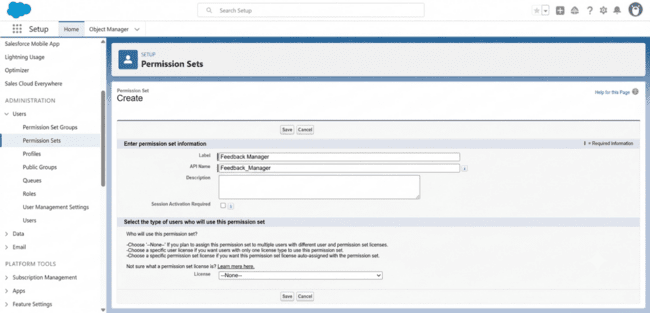 Search Setup
Setup
Home
Object Manager
Salesforce Mobile App
Lightning Usage
Optimizer
Sales Cloud Everywhere
ADMINISTRATION
Users
Permission Set Groups
Permission Sets
Profiles
Public Groups
Queues
Roles
User Management Settings
Users
Data
Email
PLATFORM TOOLS
Subscription Management
Apps
Feature Settings
SETUP
Permission Sets
Permission Set
Create
Help for this Page
Save Cancel
Enter permission set information
= Required Information
Label Feedback Manager
API Name Feedback_Manager
Description
Session Activation Required
Select the type of users who will use this permission set
Who will use this permission set?
-Choose '--None--' if you plan to assign this permission set to multiple users with different user and permission set licenses.
-Choose a specific user license if you want users with only one license type to use this permission set.
-Choose a specific permission set license if you want this permission set license auto-assigned with the permission set.
Not sure what a permission set license is? Learn more here.
License --None--
Save Cancel